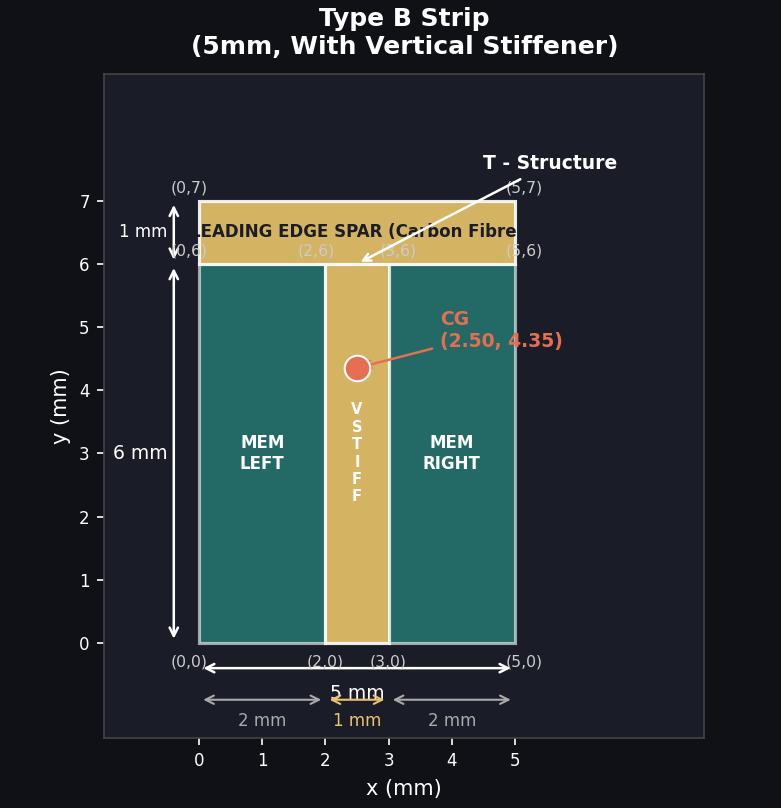 Type B Strip
(5mm, With Vertical Stiffener)
T - Structure
(0,7)
(5,7)
7
1 mm
LEADING EDGE SPAR (Carbon Fibre
(0,6)
(2,6)
(3,6)
(5,6)
6
CG
(2.50, 4.35)
5
4
V
S
T
I
F
F
MEM
LEFT
MEM
RIGHT
6 mm
y (mm)
3
2
1
0
(0,0)
(2,0)
(3,0)
(5,0)
5 mm
2 mm
1 mm
2 mm
0
1
2
3
4
5
x (mm)